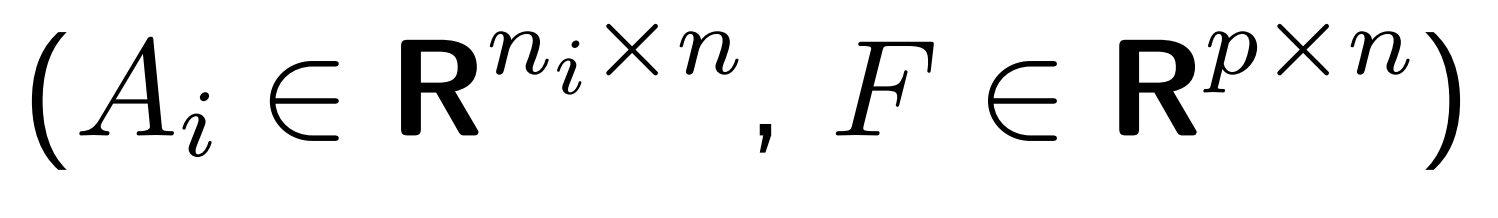 (A_i ∈ R^{n_i×n}, F ∈ R^{p×n})